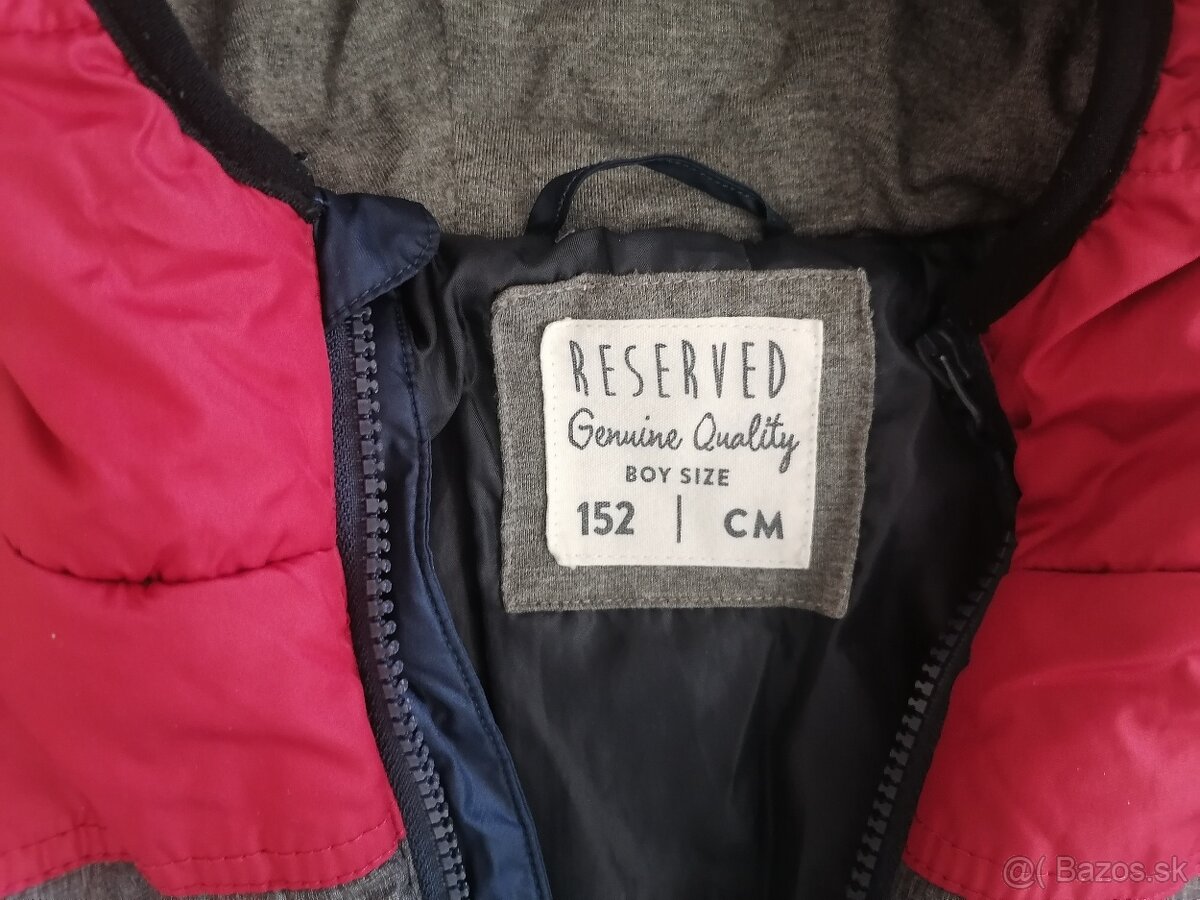 RESERVED
Genuine Quality
BOY SIZE
152 | CM
Bazos.sk